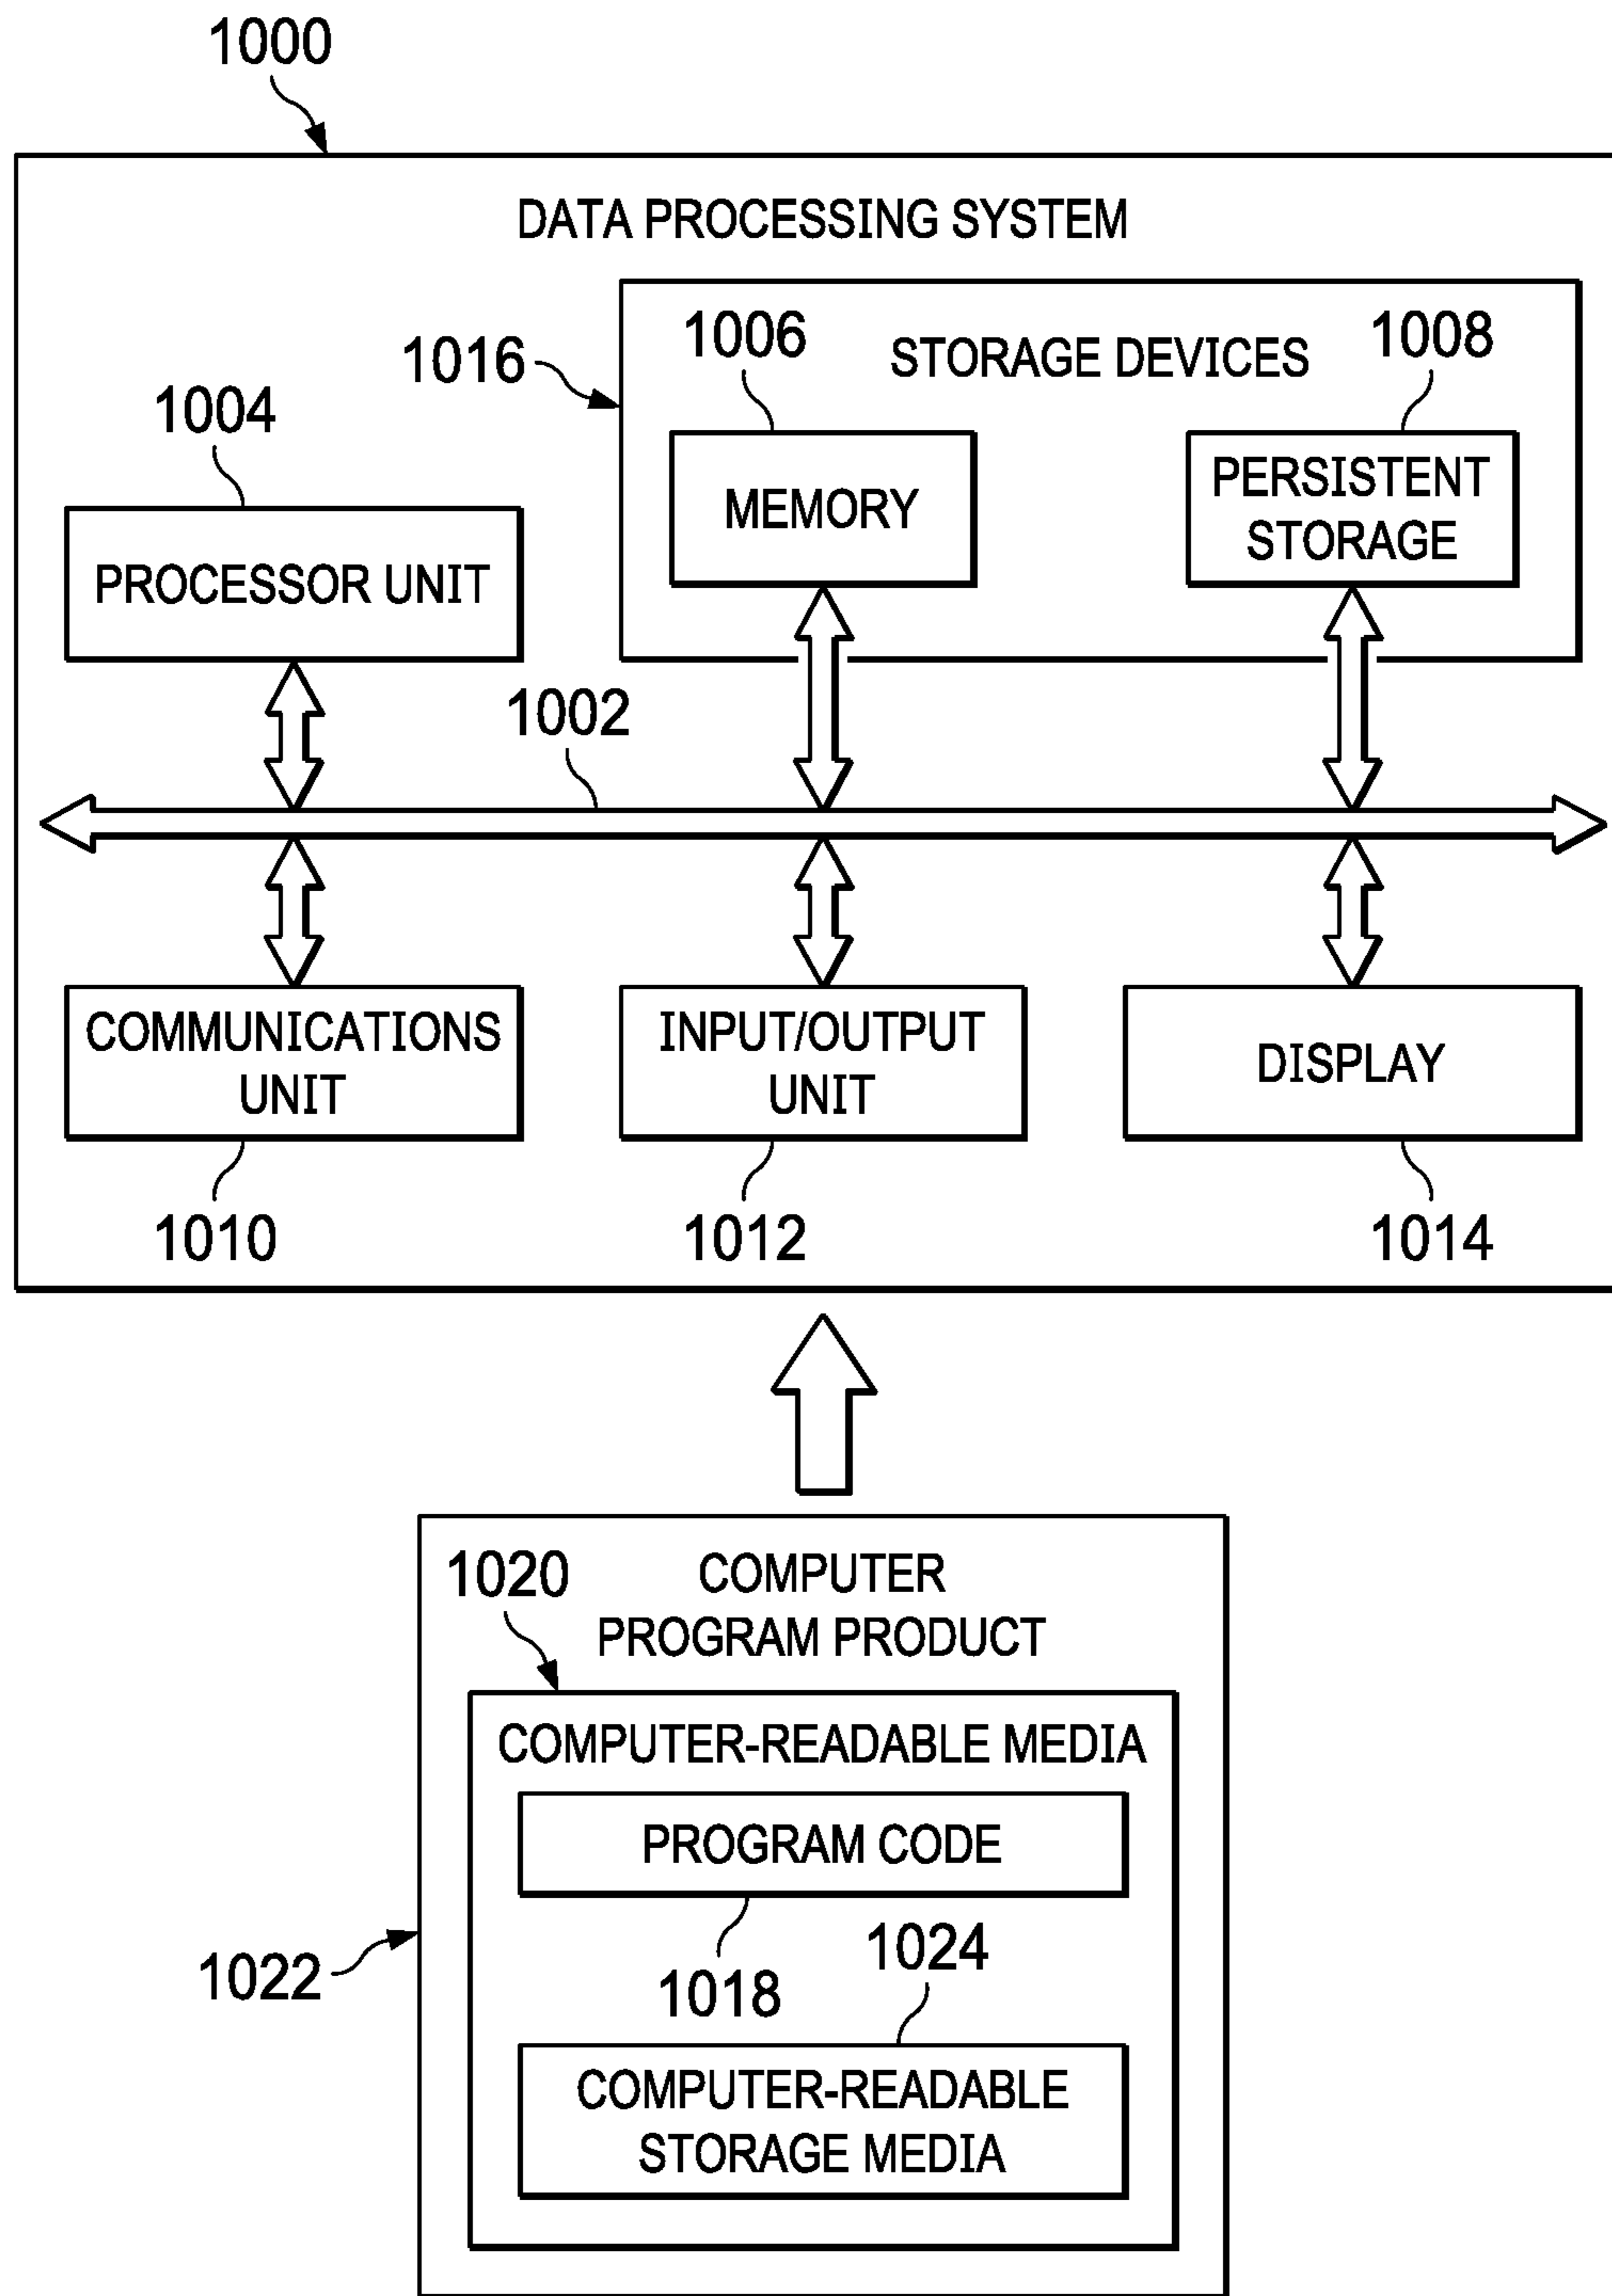 1000
DATA PROCESSING SYSTEM
1016
1006
STORAGE DEVICES
1008
1004
MEMORY
PERSISTENT
STORAGE
PROCESSOR UNIT
1002
COMMUNICATIONS
UNIT
INPUT/OUTPUT
UNIT
DISPLAY
1010
1012
1014
1020
COMPUTER
PROGRAM PRODUCT
COMPUTER-READABLE MEDIA
PROGRAM CODE
1022
1018
1024
COMPUTER-READABLE
STORAGE MEDIA